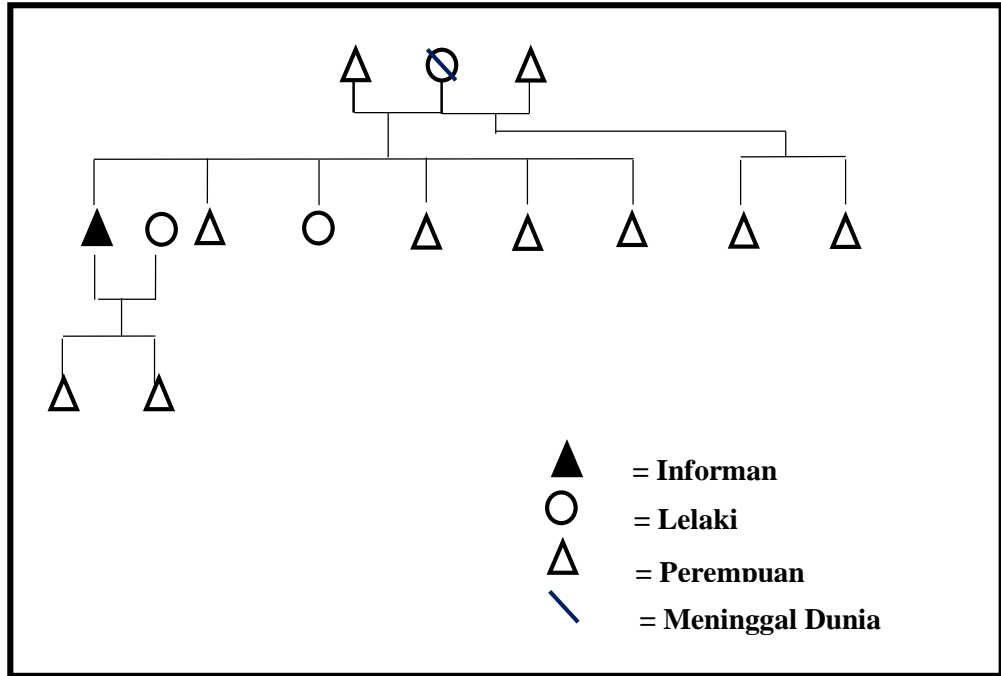 = Informan
= Lelaki
= Perempuan
= Meninggal Dunia